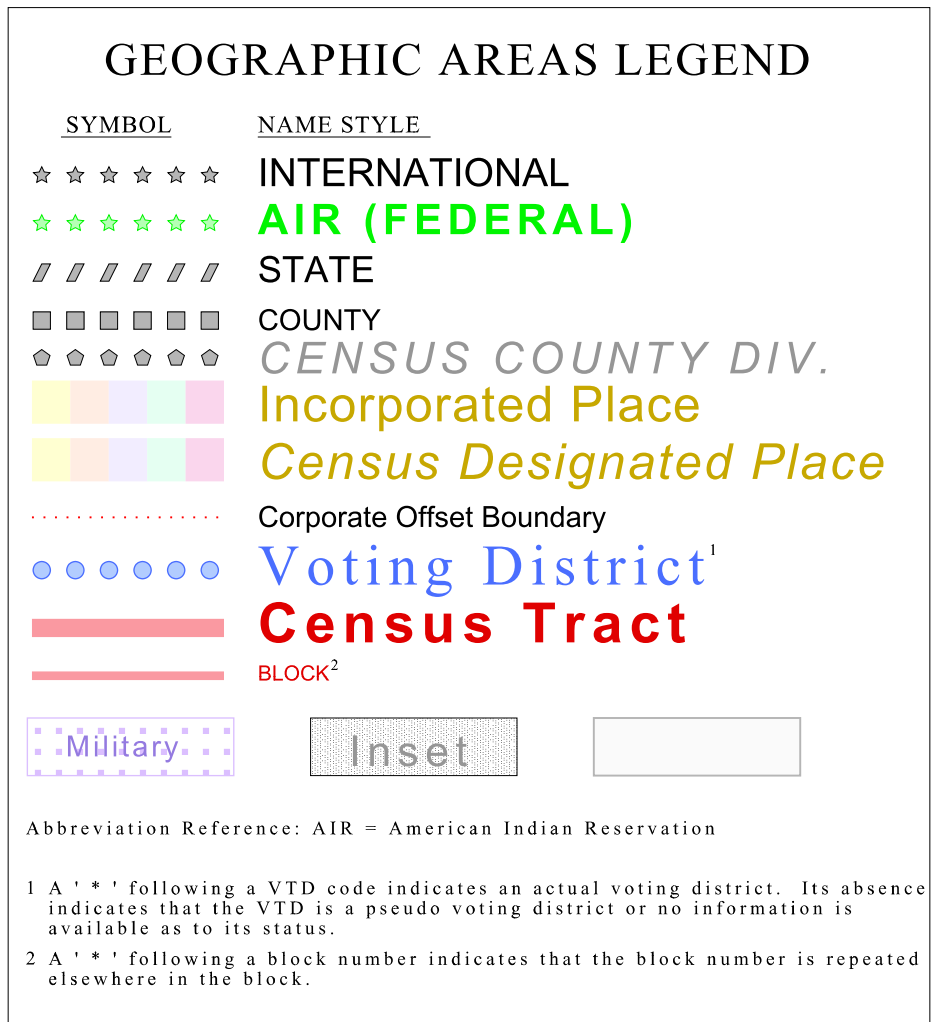 GEOGRAPHIC AREAS LEGEND
SYMBOL NAME STYLE
INTERNATIONAL
AIR (FEDERAL)
STATE
COUNTY
CENSUS COUNTY DIV.
Incorporated Place
Census Designated Place
Corporate Offset Boundary
Voting District1
Census Tract
BLOCK2
Military Inset
Abbreviation Reference: AIR = American Indian Reservation
1 A ' * ' following a VTD code indicates an actual voting district. Its absence
indicates that the VTD is a pseudo voting district or no information is
available as to its status.
2 A ' * ' following a block number indicates that the block number is repeated
elsewhere in the block.